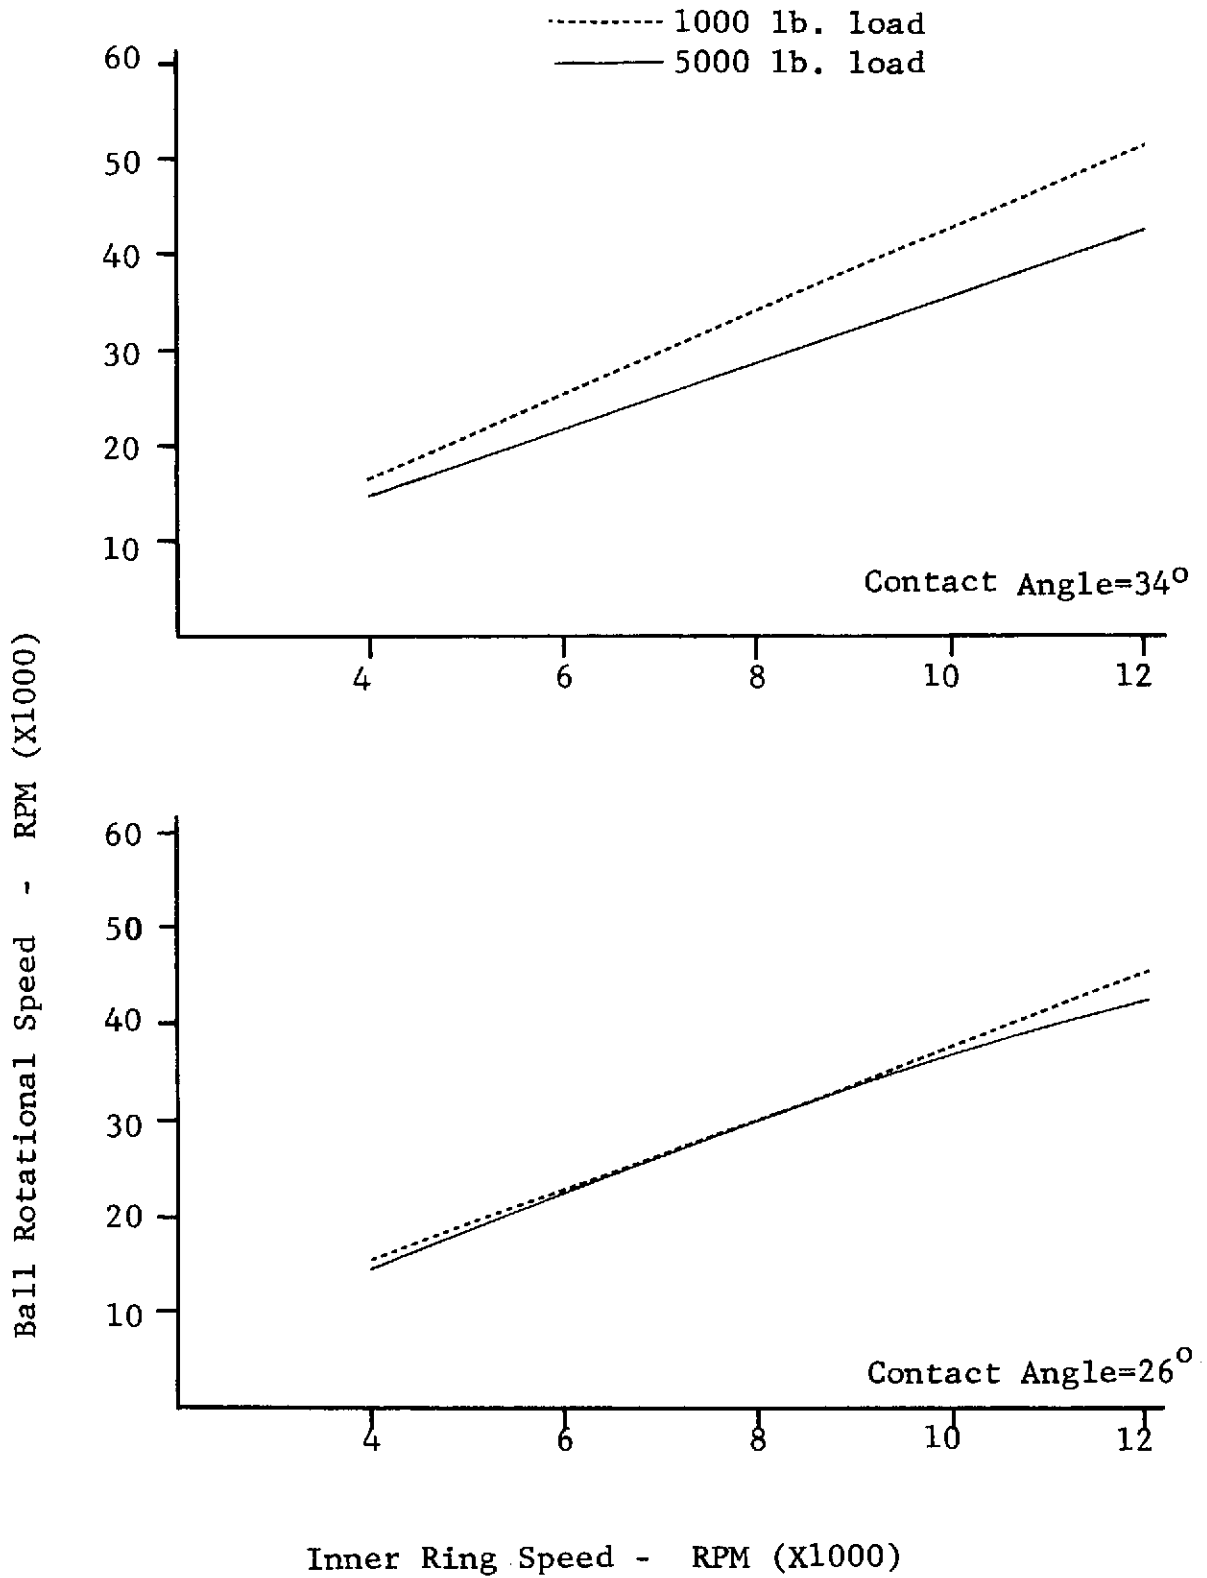 1000 lb. load
5000 lb. load
60
50
40
30
20
10
Contact Angle=34°
4 6 8 10 12
Ball Rotational Speed - RPM (X1000)
60
50
40
30
20
10
Contact Angle=26°
4 6 8 10 12
Inner Ring Speed - RPM (X1000)